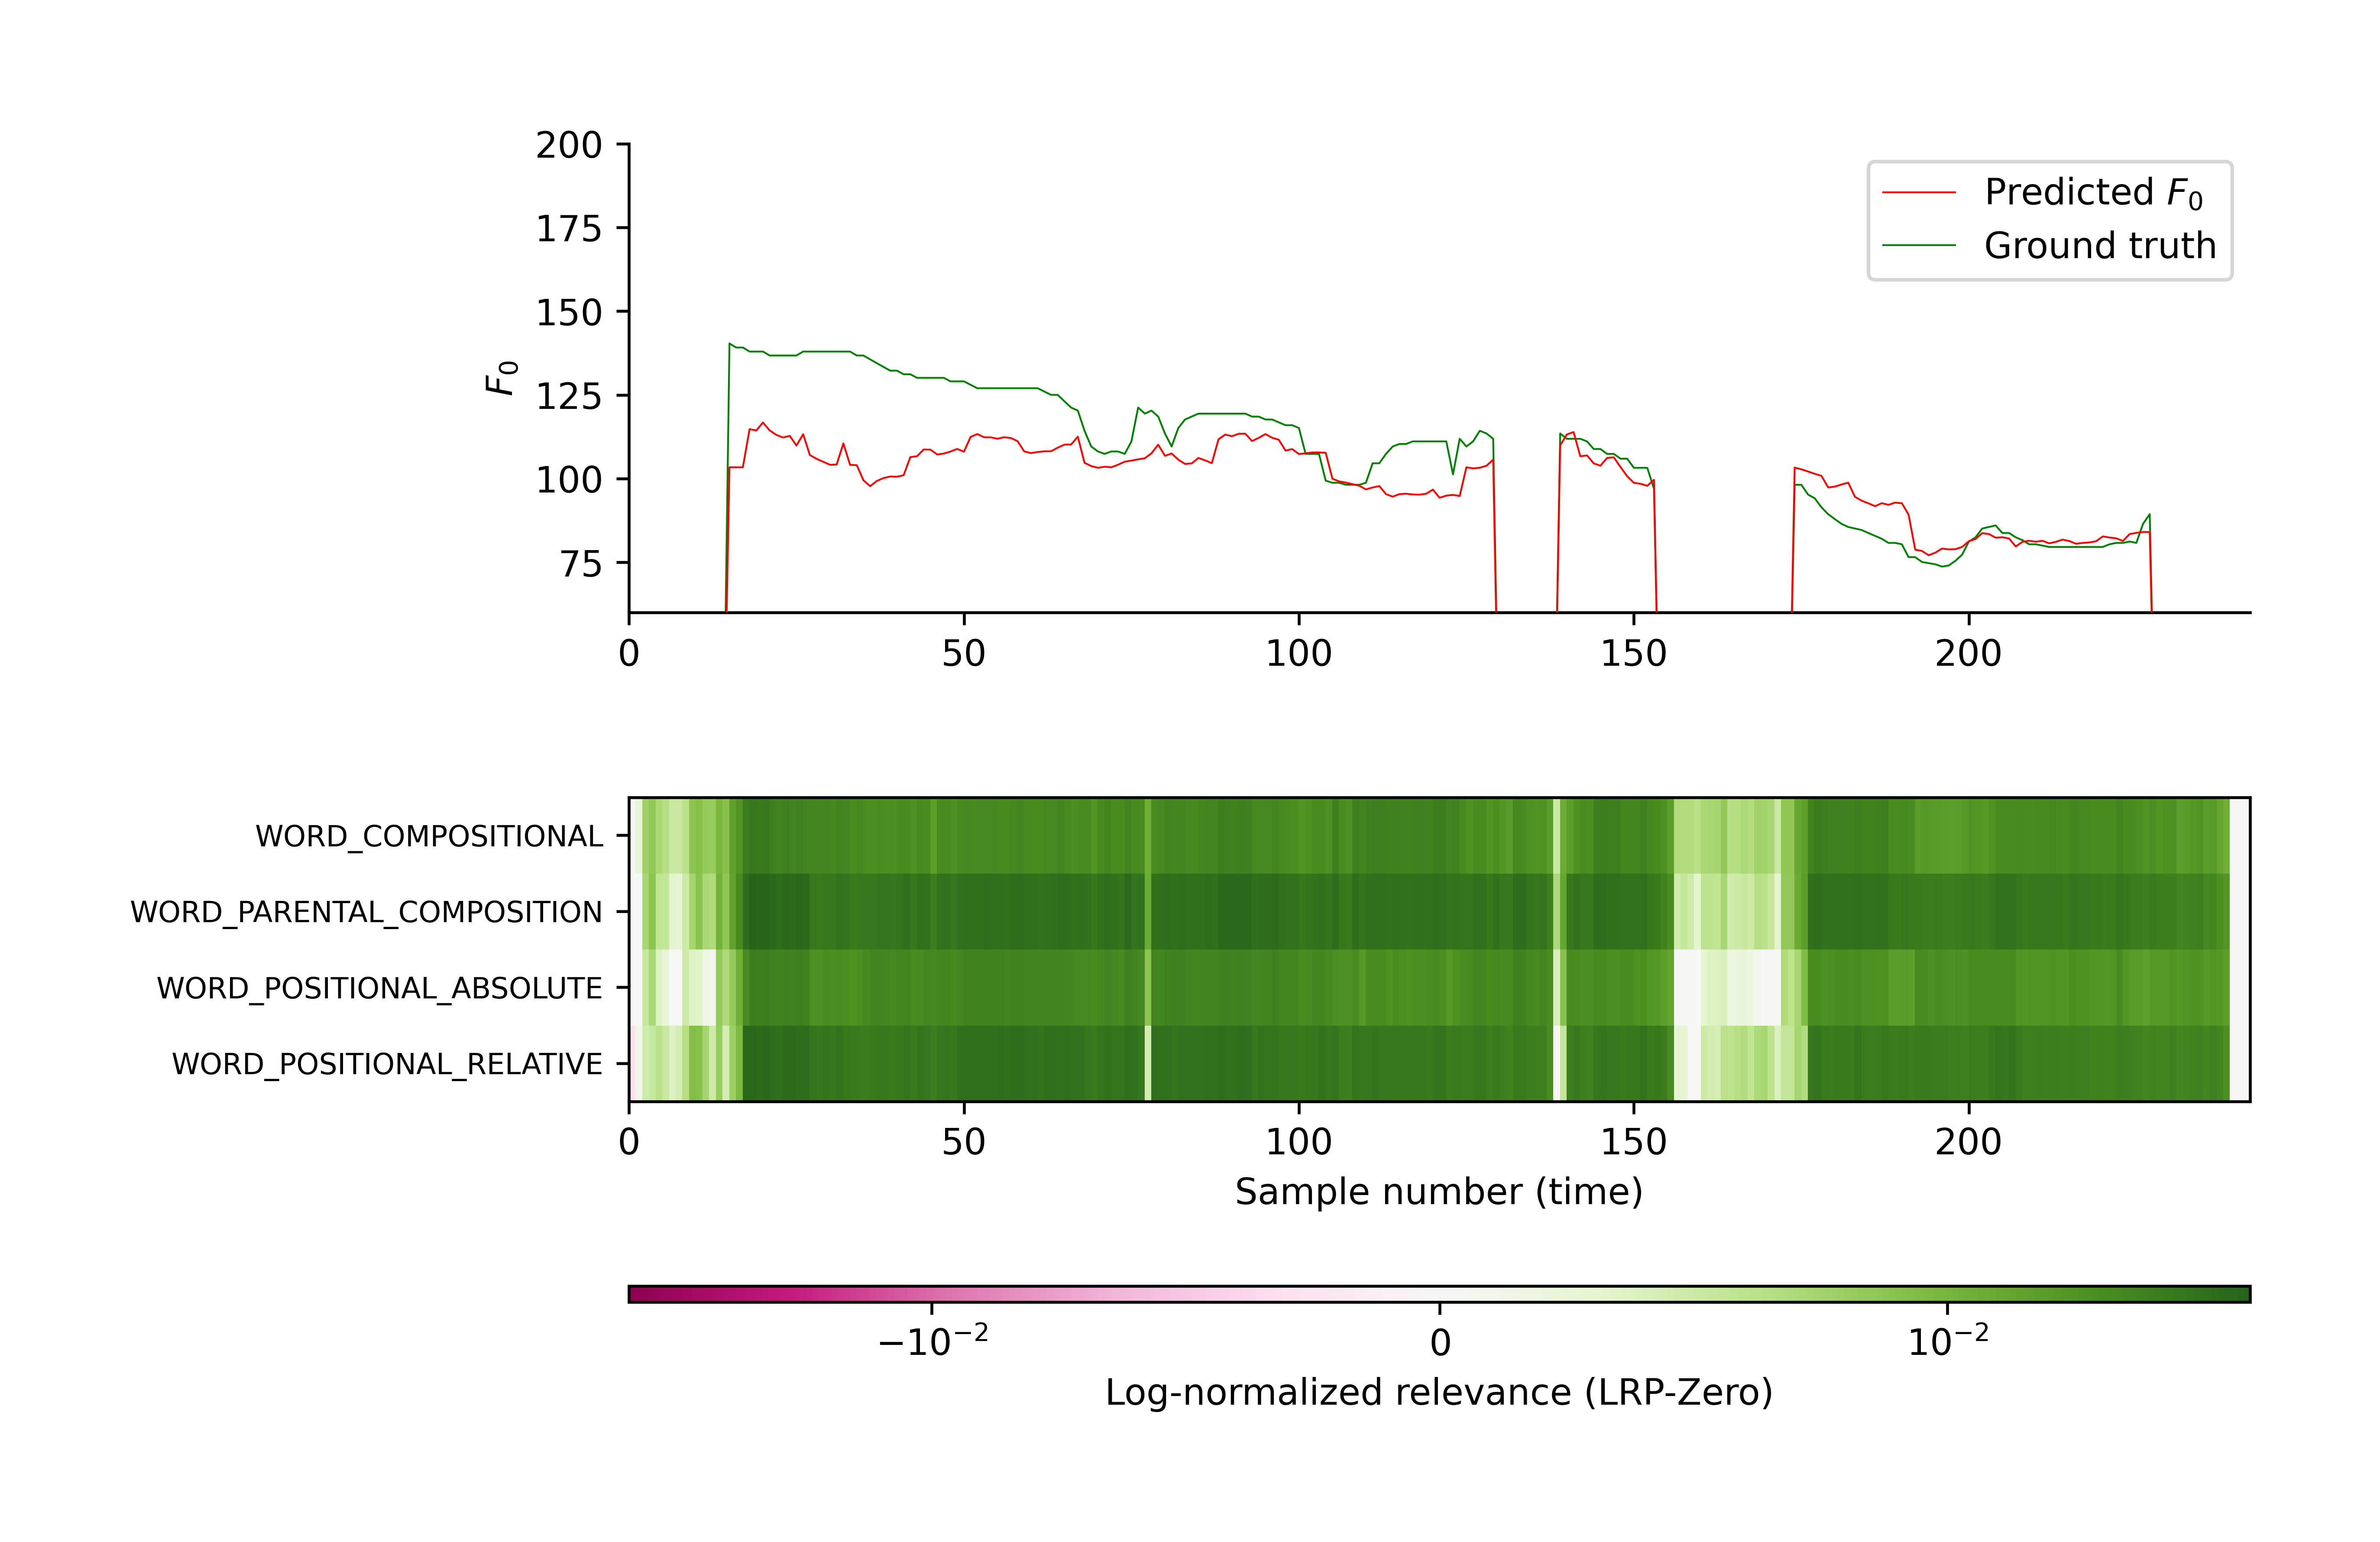 200
175
150
125
100
75
F₀
Predicted F₀
Ground truth
0 50 100 150 200
WORD_COMPOSITIONAL
WORD_PARENTAL_COMPOSITION
WORD_POSITIONAL_ABSOLUTE
WORD_POSITIONAL_RELATIVE
0 50 100 150 200
Sample number (time)
−10⁻² 0 10⁻²
Log-normalized relevance (LRP-Zero)